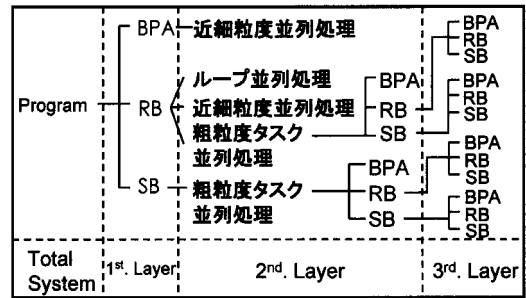 BPA 近細粒度並列処理
BPA
RB
SB
ループ並列処理
BPA
BPA
RB
SB
Program
RB
近細粒度並列処理
RB
粗粒度タスク
並列処理
SB
BPA
RB
SB
SB
粗粒度タスク
並列処理
BPA
RB
SB
BPA
RB
SB
Total
System
1st. Layer
2nd. Layer
3rd. Layer